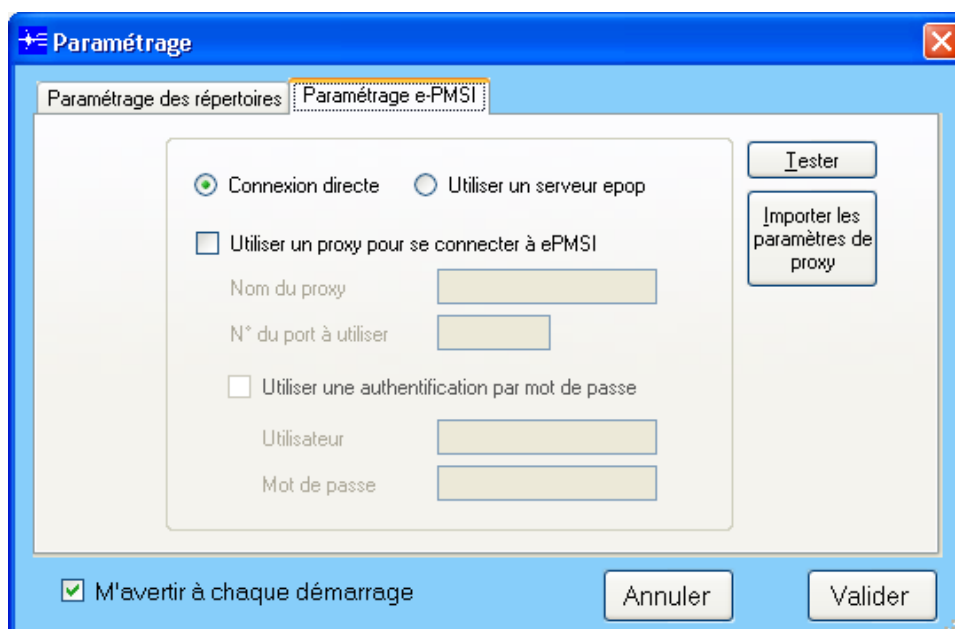 Paramétrage
Paramétrage des répertoires
Paramétrage e-PMSI
Connexion directe
Utiliser un serveur epop
Tester
Utiliser un proxy pour se connecter à ePMSI
Importer les
paramètres de
proxy
Nom du proxy
N° du port à utiliser
Utiliser une authentification par mot de passe
Utilisateur
Mot de passe
M'avertir à chaque démarrage
Annuler
Valider